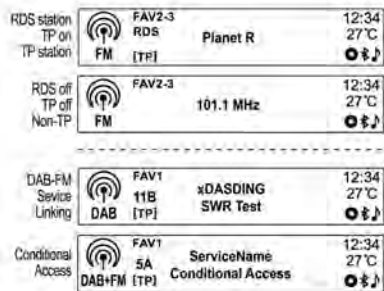 RDS station
TP on
TP station
FAV2-3
RDS
FM
[TP]
Planet R
12:34
27°C
RDS off
TP off
Non-TP
FAV2-3
FM
101.1 MHz
12:34
27°C
DAB-FM
Sevice
Linking
FAV1
11B
DAB [TP]
xDASDING
SWR Test
12:34
27°C
Conditional
Access
FAV1
5A
DAB+FM [TP]
ServiceName
Conditional Access
12:34
27°C